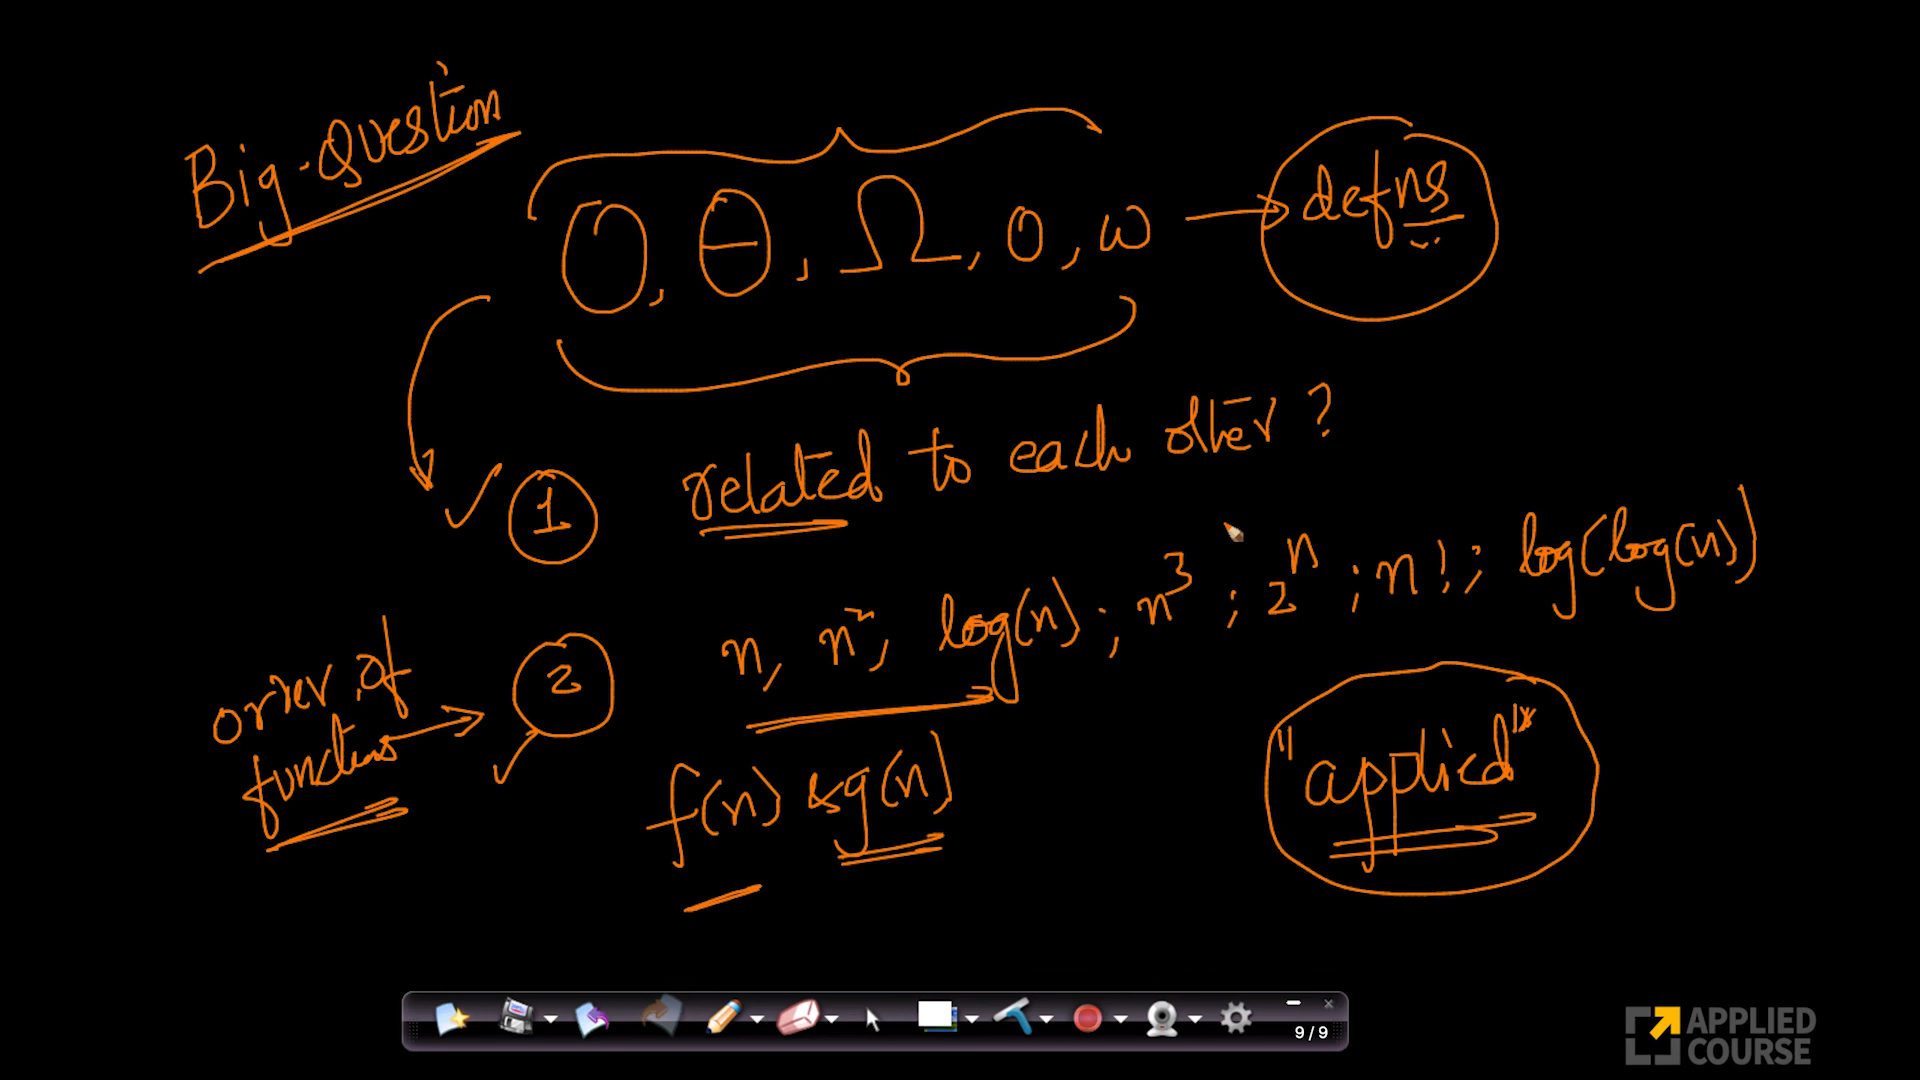 Big-Question
O, Θ, Ω, o, ω → defns
1 related to each other ?
n, n², log(n); n³ ; 2ⁿ ; n! ; log(log(n))
order of functions → 2
f(n) & g(n)
"applied"
9 / 9
APPLIED
COURSE